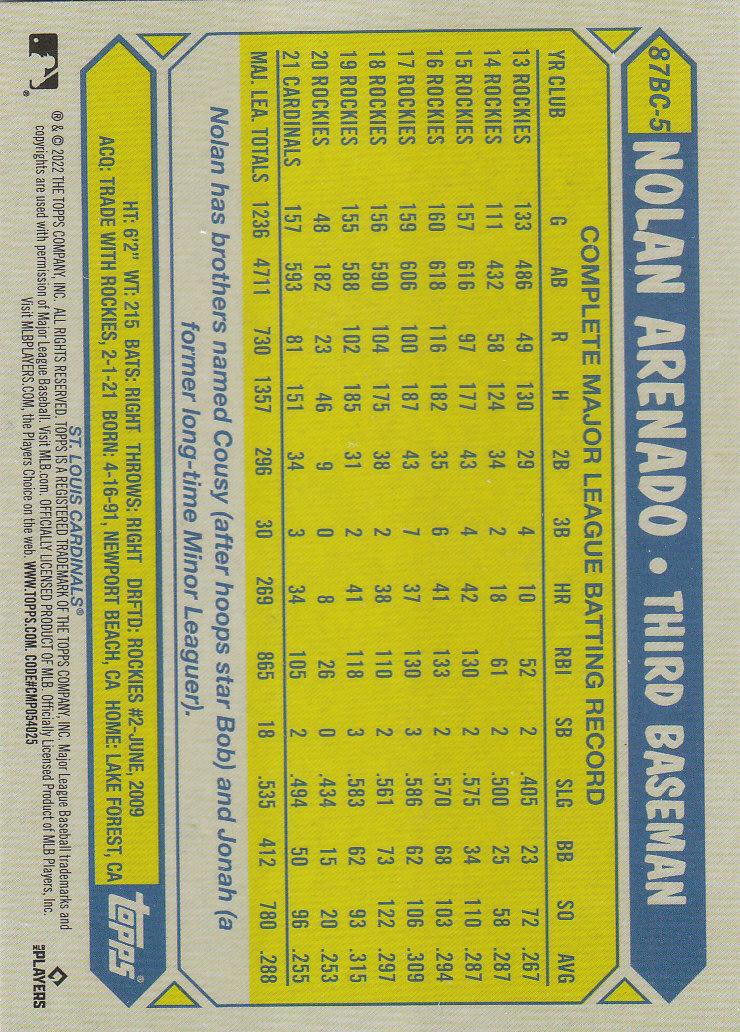 87BC-5 NOLAN ARENADO • THIRD BASEMAN
COMPLETE MAJOR LEAGUE BATTING RECORD
YR CLUB G AB R H 2B 3B HR RBI SB SLG BB SO AVG
13 ROCKIES 133 486 49 130 29 4 10 52 2 .405 23 72 .267
14 ROCKIES 111 432 58 124 34 2 18 61 2 .500 25 58 .287
15 ROCKIES 157 616 97 177 43 4 42 130 2 .575 34 110 .287
16 ROCKIES 160 618 116 182 35 6 41 133 2 .570 68 103 .294
17 ROCKIES 159 606 100 187 43 7 37 130 3 .586 62 106 .309
18 ROCKIES 156 590 104 175 38 2 38 110 2 .561 73 122 .297
19 ROCKIES 155 588 102 185 31 2 41 118 3 .583 62 93 .315
20 ROCKIES 48 182 23 46 9 0 8 26 0 .434 15 20 .253
21 CARDINALS 157 593 81 151 34 3 34 105 2 .494 50 96 .255
MAJ. LEA. TOTALS 1236 4711 730 1357 296 30 269 865 18 .535 412 780 .288
Nolan has brothers named Cousy (after hoops star Bob) and Jonah (a
former long-time Minor Leaguer).
HT: 6'2" WT: 215 BATS: RIGHT THROWS: RIGHT DRFTD: ROCKIES #2-JUNE, 2009
ACQ: TRADE WITH ROCKIES, 2-1-21 BORN: 4-16-91, NEWPORT BEACH, CA HOME: LAKE FOREST, CA
topps®
ST. LOUIS CARDINALS®
® & © 2022 THE TOPPS COMPANY, INC. ALL RIGHTS RESERVED. TOPPS IS A REGISTERED TRADEMARK OF THE TOPPS COMPANY, INC. Major League Baseball trademarks and
copyrights are used with permission of Major League Baseball. Visit MLB.com. OFFICIALLY LICENSED PRODUCT OF MLB. Officially Licensed Product of MLB Players, Inc.
Visit MLBPLAYERS.COM, the Players Choice on the web. WWW.TOPPS.COM. CODE#CMP054025
MLB PLAYERS